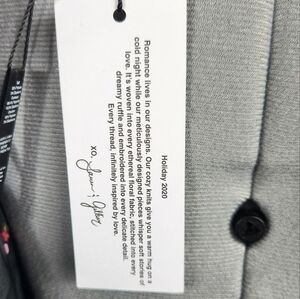 Holiday 2020
Romance lives in our designs. Our cozy knits give you a warm hug on a
cold night while our meticulously designed pieces whisper soft stories of
love. It's woven into every ethereal floral fabric, stitched into every
dreamy ruffle and embroidered into every delicate detail.
Every thread, infinitely inspired by love.
xo,